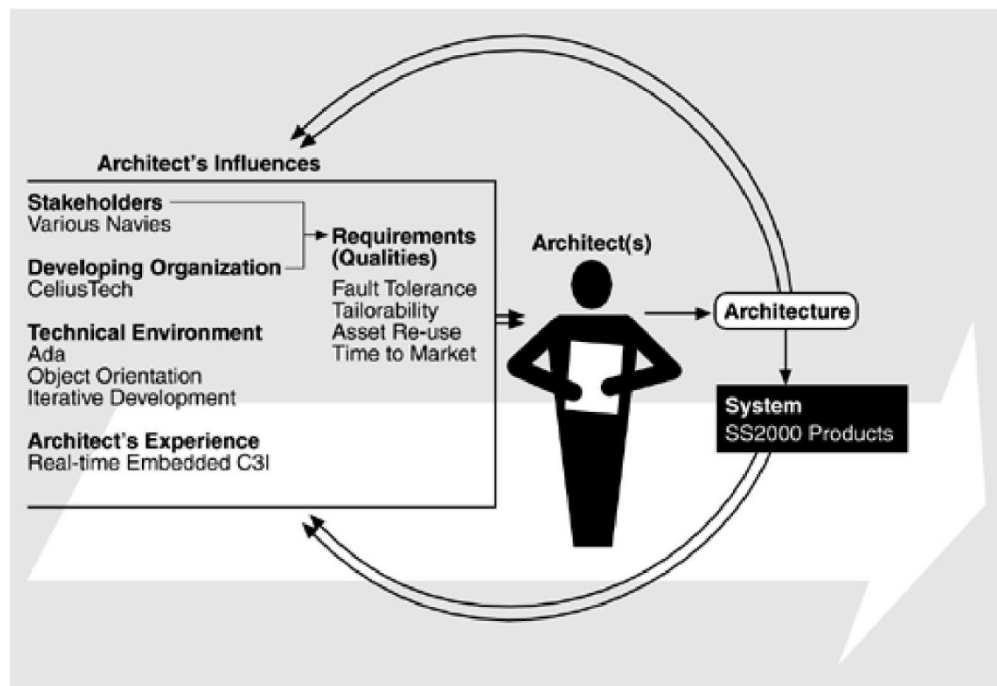 Architect's Influences
Stakeholders
Various Navies
Developing Organization
CeliusTech
Technical Environment
Ada
Object Orientation
Iterative Development
Architect's Experience
Real-time Embedded C3I
Requirements
(Qualities)
Fault Tolerance
Tailorability
Asset Re-use
Time to Market
Architect(s)
Architecture
System
SS2000 Products